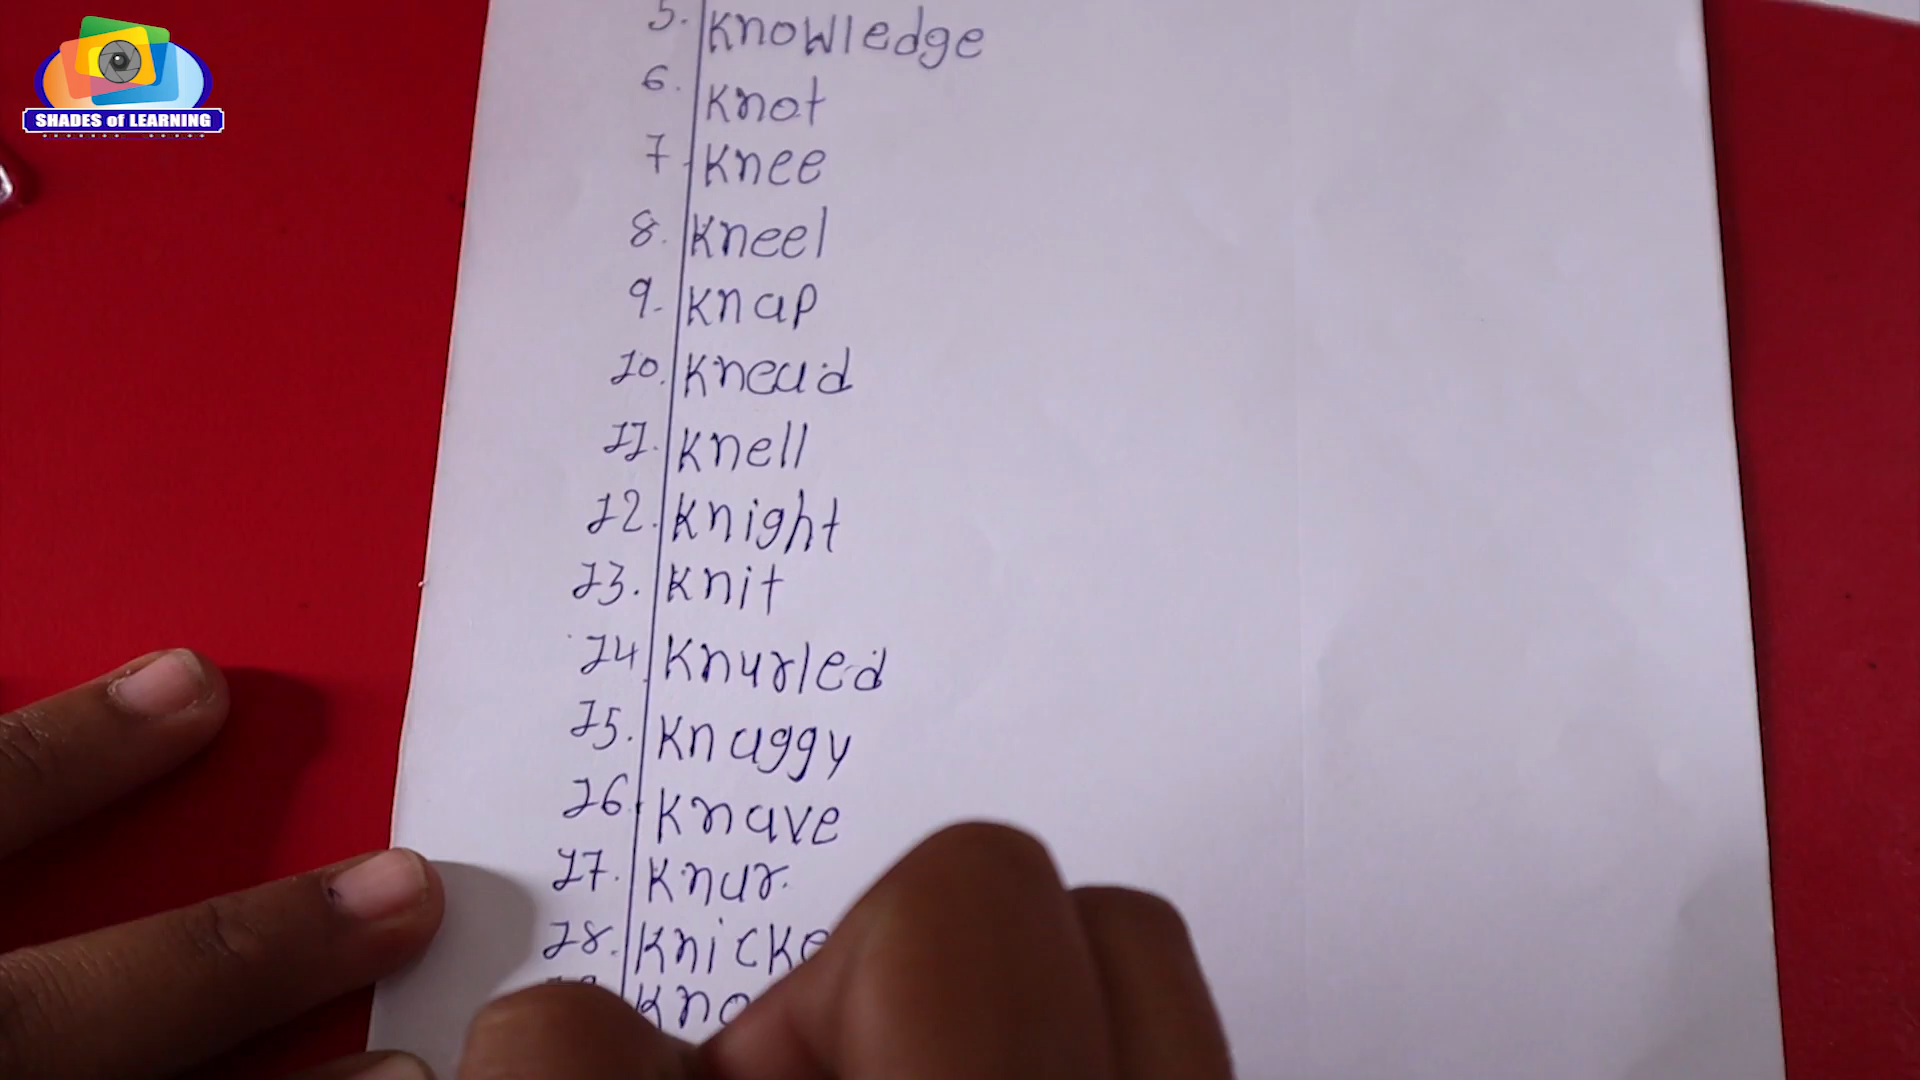 SHADES of LEARNING
5. Knowledge
6. Knot
7. Knee
8. Kneel
9. Knap
10. Knead
11. Knell
12. Knight
13. Knit
14. Knurled
15. Knaggy
16. Knave
17. Knur
18.